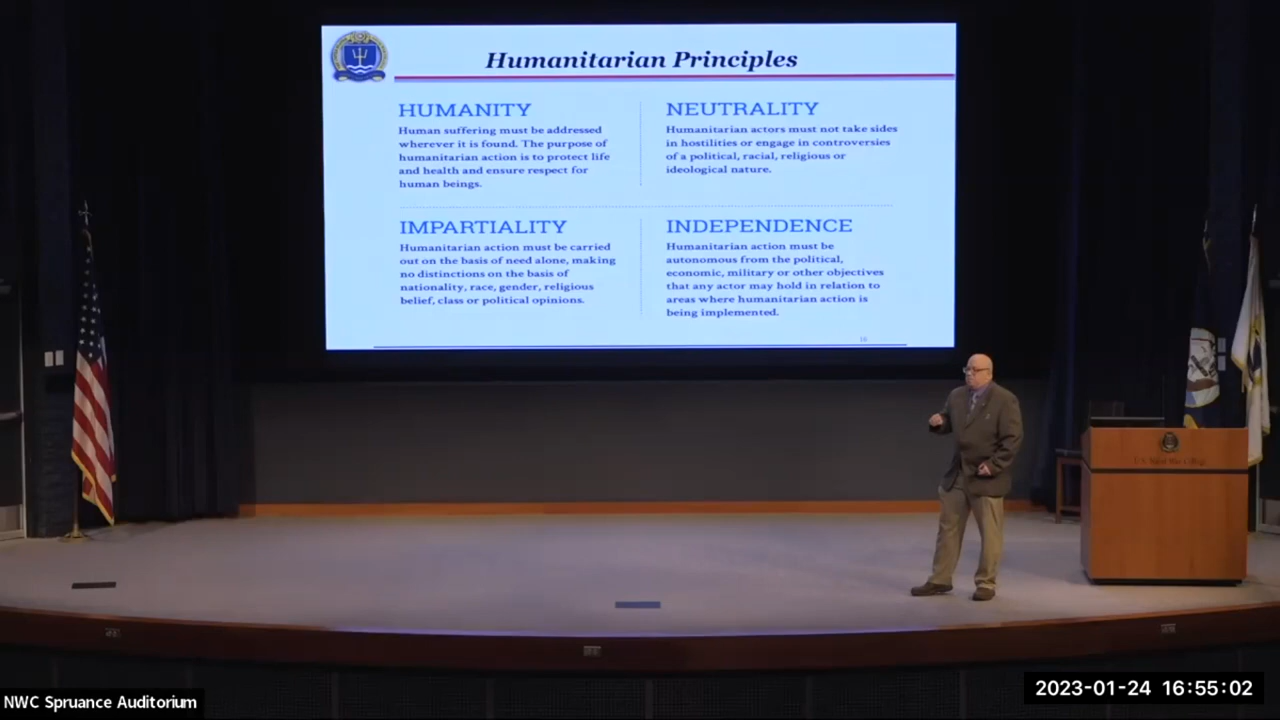 Humanitarian Principles
HUMANITY
Human suffering must be addressed
wherever it is found. The purpose of
humanitarian action is to protect life
and health and ensure respect for
human beings.
NEUTRALITY
Humanitarian actors must not take sides
in hostilities or engage in controversies
of a political, racial, religious or
ideological nature.
IMPARTIALITY
Humanitarian action must be carried
out on the basis of need alone, making
no distinctions on the basis of
nationality, race, gender, religious
belief, class or political opinions.
INDEPENDENCE
Humanitarian action must be
autonomous from the political,
economic, military or other objectives
that any actor may hold in relation to
areas where humanitarian action is
being implemented.
U.S. Naval War College
NWC Spruance Auditorium
2023-01-24 16:55:02